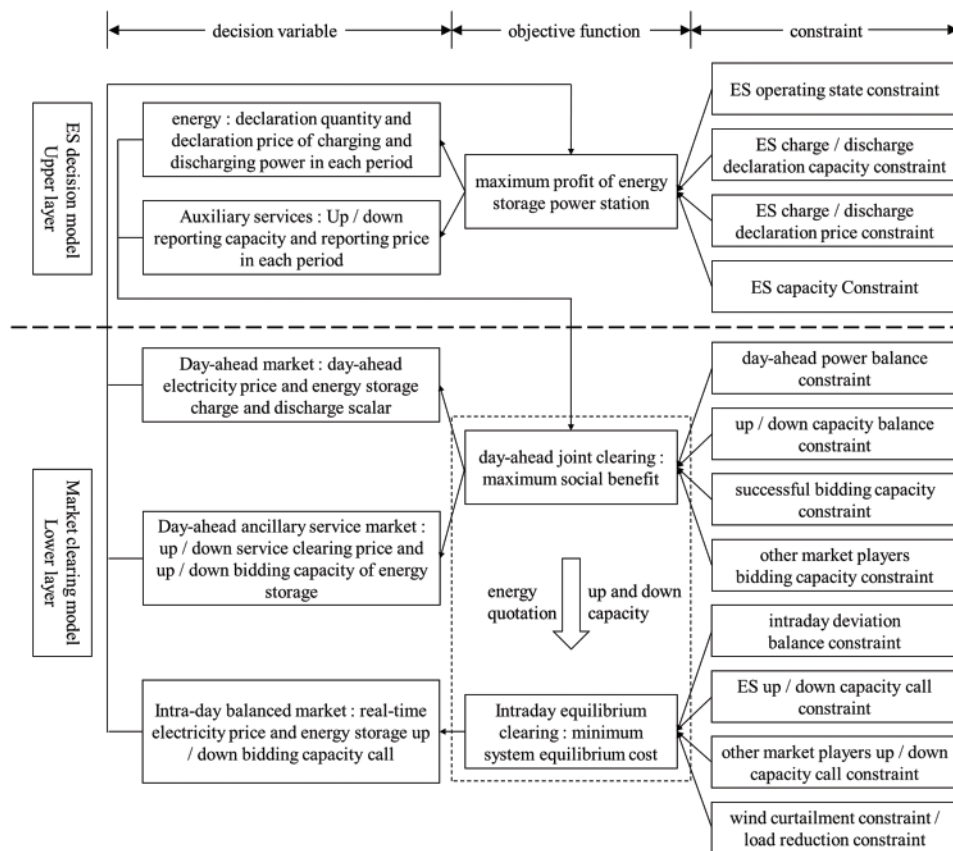 decision variable
objective function
constraint
ES decision model
Upper layer
energy : declaration quantity and
declaration price of charging and
discharging power in each period
Auxiliary services : Up / down
reporting capacity and reporting price
in each period
maximum profit of energy
storage power station
ES operating state constraint
ES charge / discharge
declaration capacity constraint
ES charge / discharge
declaration price constraint
ES capacity Constraint
Market clearing model
Lower layer
Day-ahead market : day-ahead
electricity price and energy storage
charge and discharge scalar
Day-ahead ancillary service market :
up / down service clearing price and
up / down bidding capacity of energy
storage
Intra-day balanced market : real-time
electricity price and energy storage up
/ down bidding capacity call
day-ahead joint clearing :
maximum social benefit
energy
quotation
up and down
capacity
Intraday equilibrium
clearing : minimum
system equilibrium cost
day-ahead power balance
constraint
up / down capacity balance
constraint
successful bidding capacity
constraint
other market players
bidding capacity constraint
intraday deviation
balance constraint
ES up / down capacity call
constraint
other market players up / down
capacity call constraint
wind curtailment constraint /
load reduction constraint